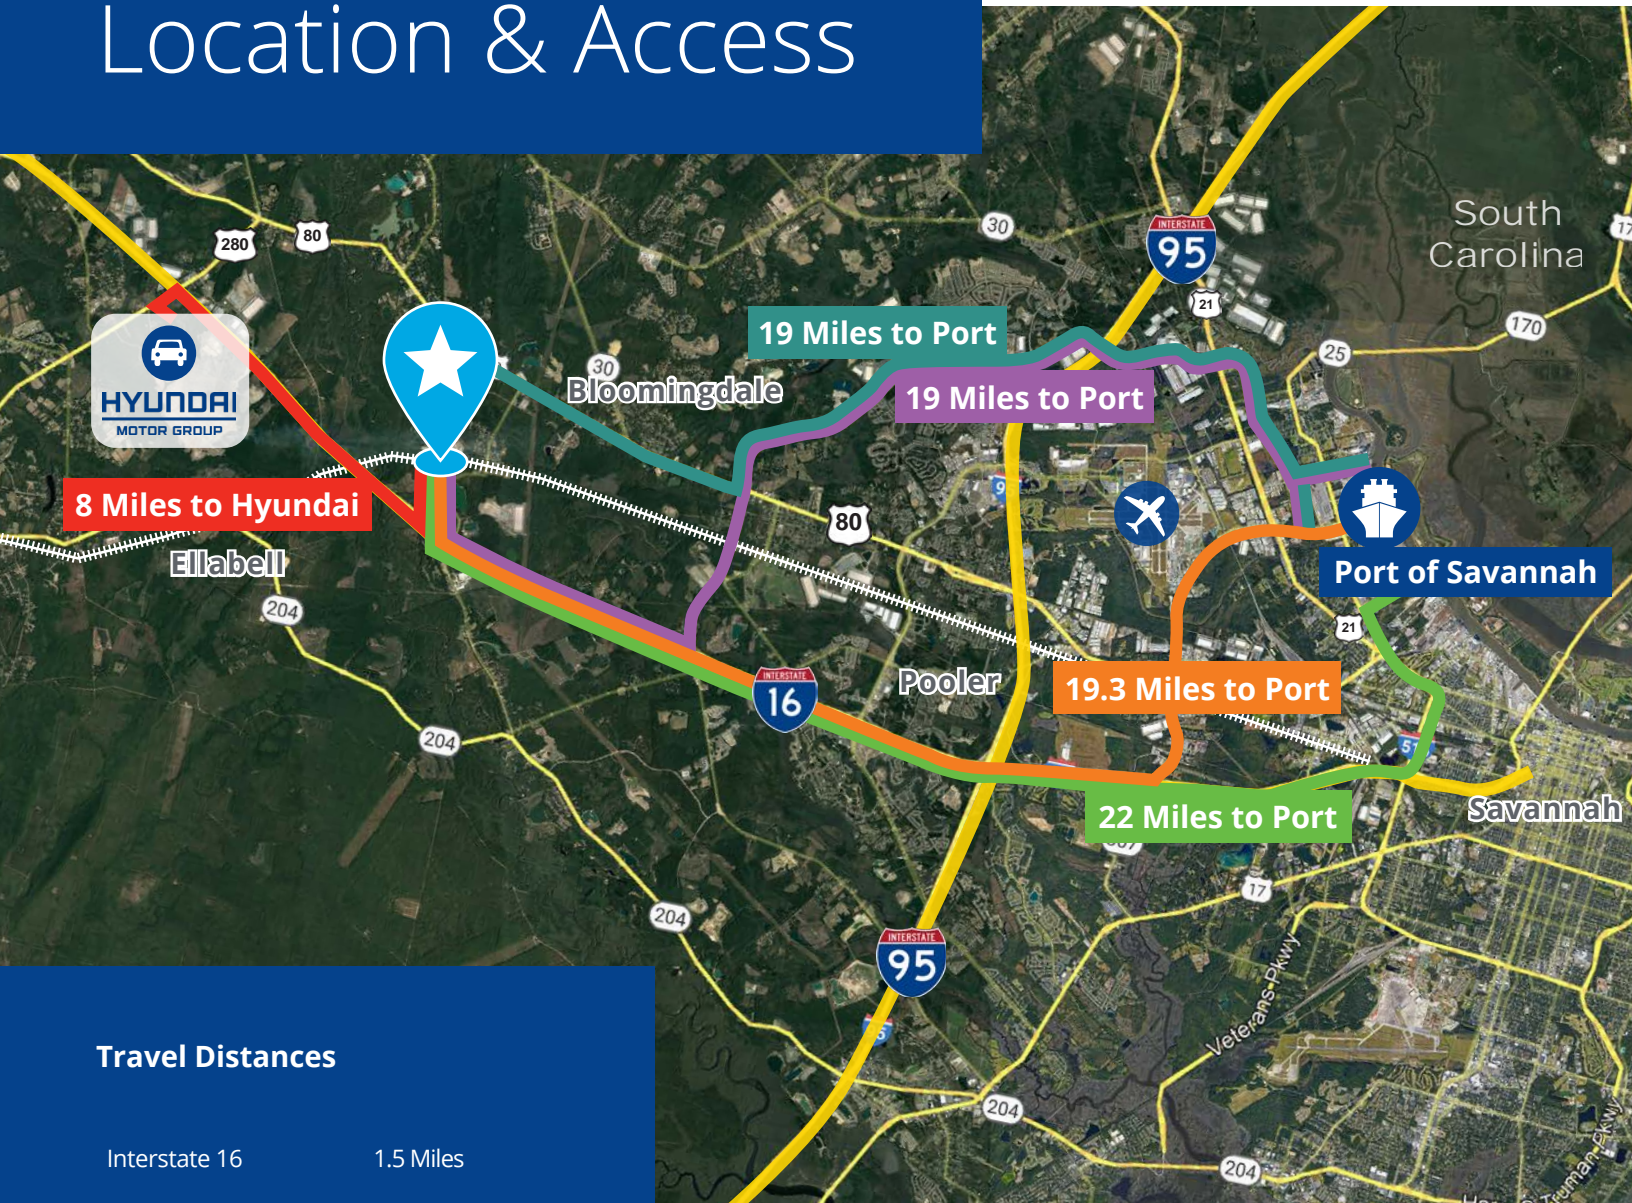 Location & Access
South
Carolina
30
INTERSTATE
95
17
280
80
21
170
19 Miles to Port
25
30
Bloomingdale
19 Miles to Port
HYUNDAI
MOTOR GROUP
8 Miles to Hyundai
80
Ellabell
Port of Savannah
204
21
Pooler
INTERSTATE
16
19.3 Miles to Port
204
22 Miles to Port
Savannah
17
204
INTERSTATE
95
Veterans Pkwy
Travel Distances
204
Interstate 16
1.5 Miles
204
Truman Pkwy